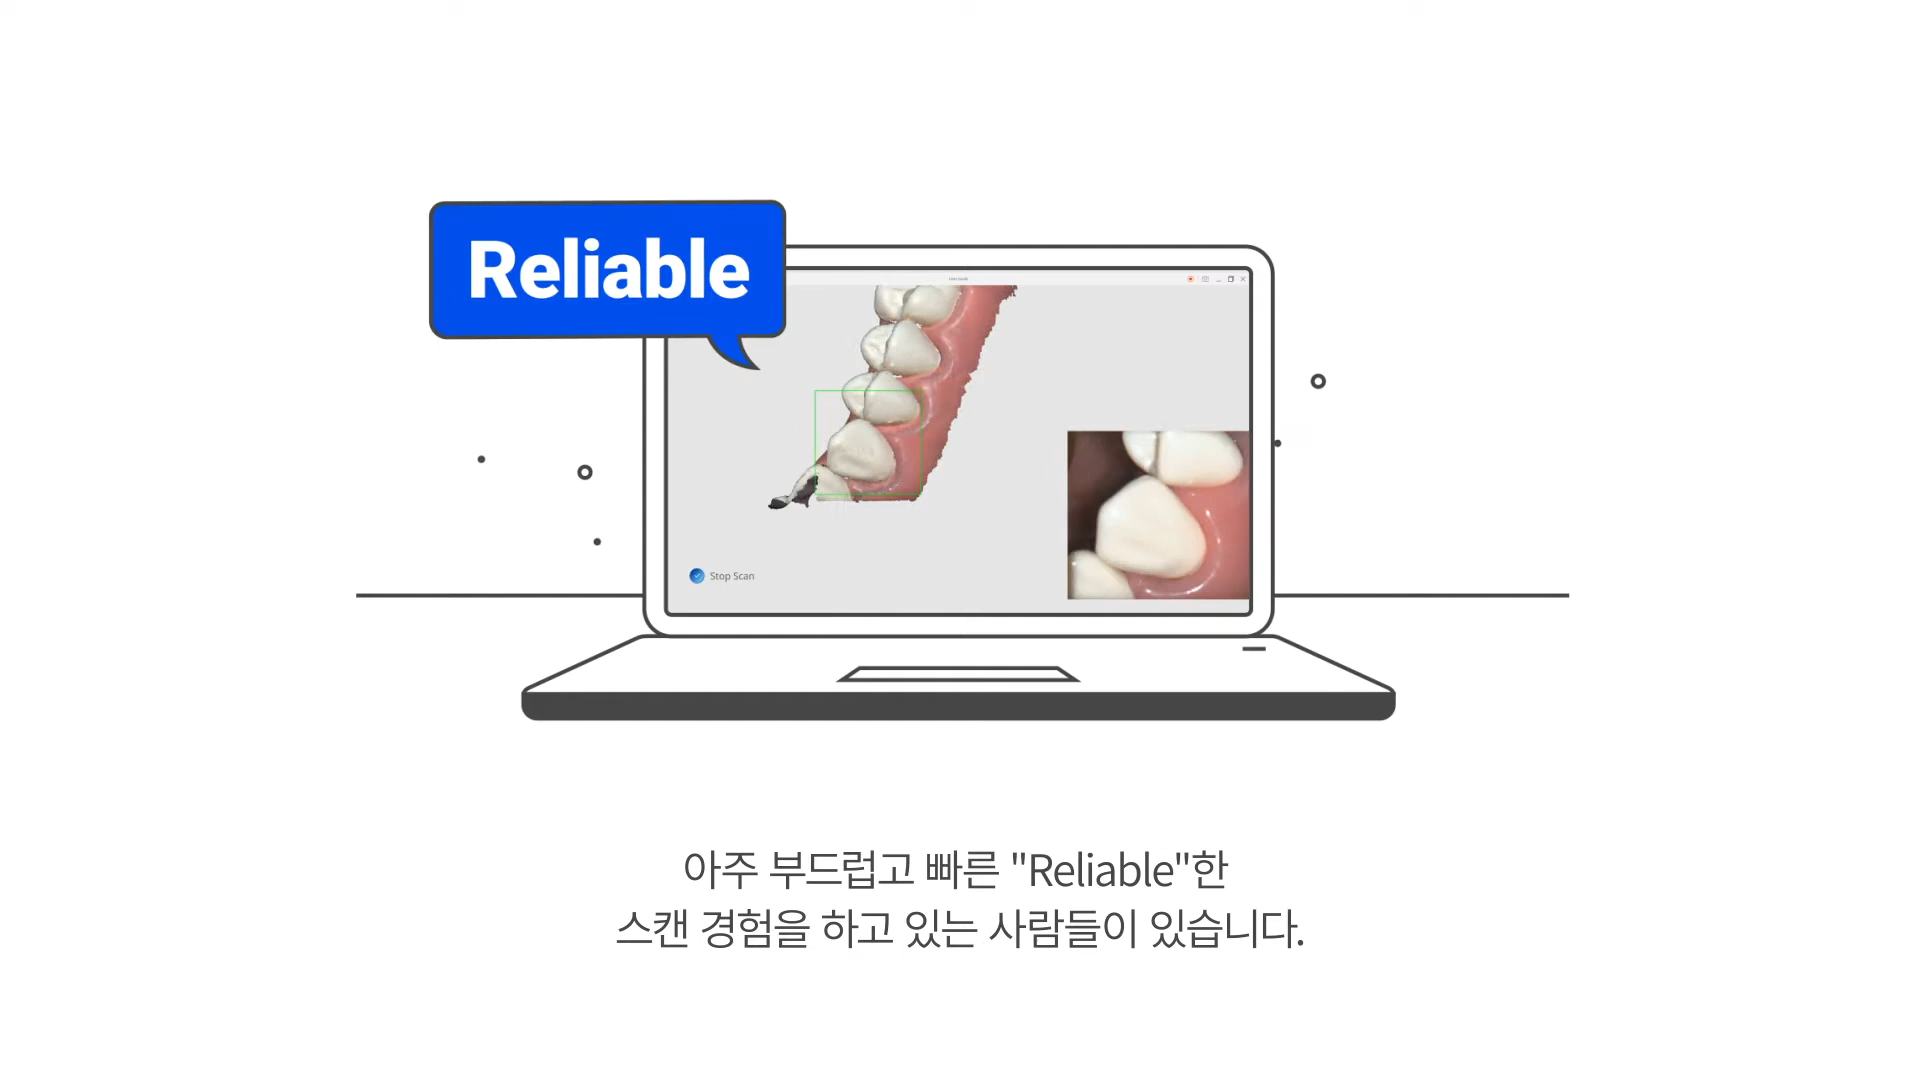 Reliable
Stop Scan
아주 부드럽고 빠른 "Reliable"한
스캔 경험을 하고 있는 사람들이 있습니다.